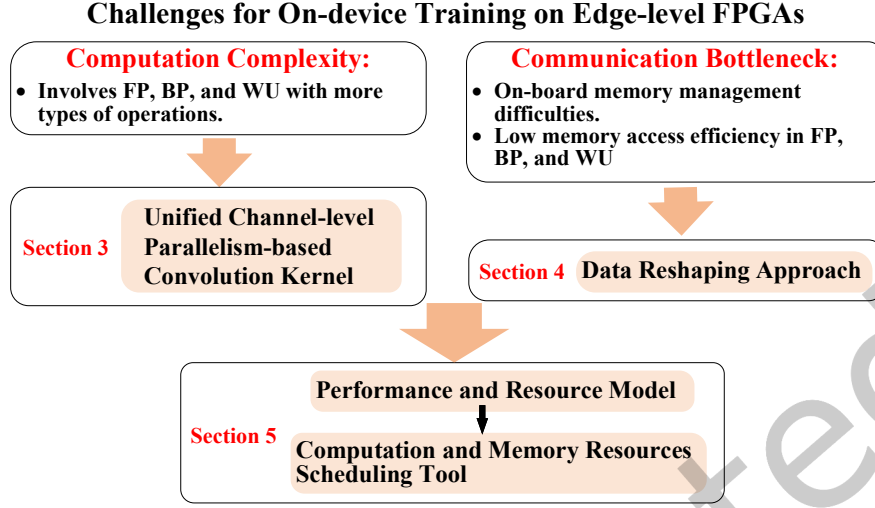 Challenges for On-device Training on Edge-level FPGAs
Computation Complexity:
• Involves FP, BP, and WU with more
types of operations.
Communication Bottleneck:
• On-board memory management
difficulties.
• Low memory access efficiency in FP,
BP, and WU
Section 3
Unified Channel-level
Parallelism-based
Convolution Kernel
Section 4
Data Reshaping Approach
Section 5
Performance and Resource Model
Computation and Memory Resources
Scheduling Tool